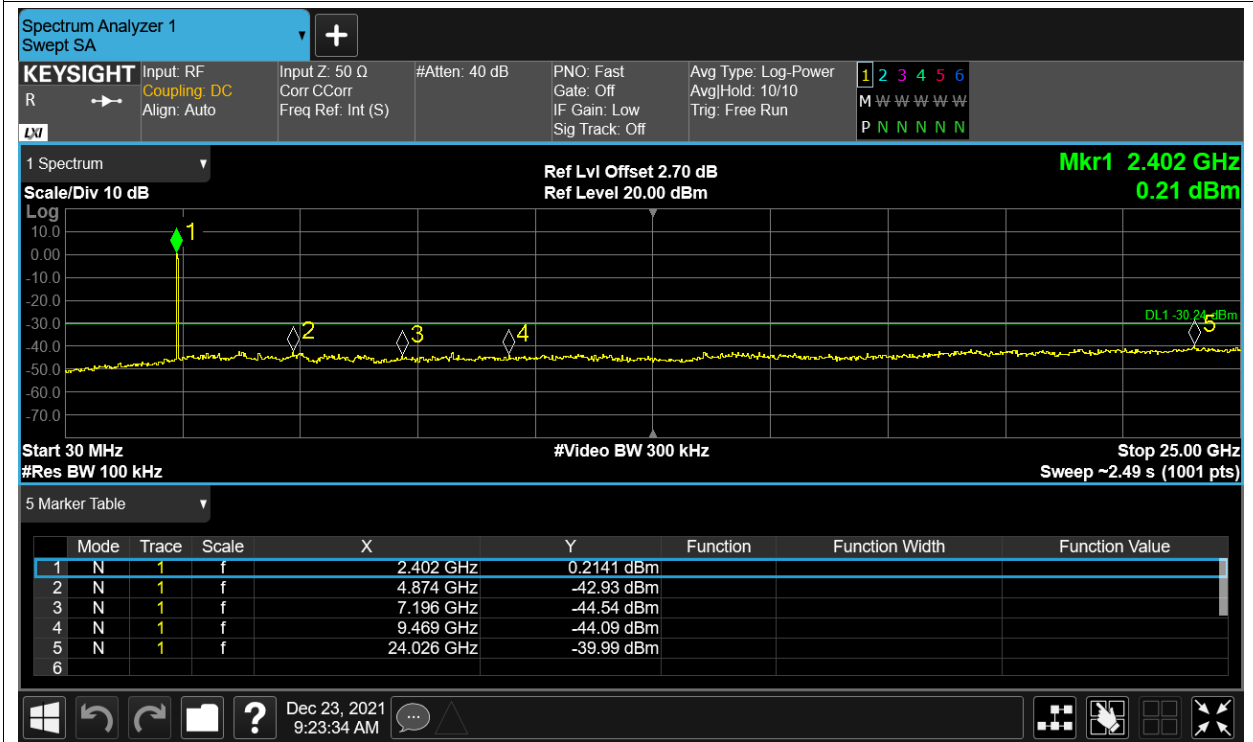 Spectrum Analyzer 1
Swept SA
+
KEYSIGHT
R
LXI
Input: RF
Coupling: DC
Align: Auto
Input Z: 50 Ω
Corr CCorr
Freq Ref: Int (S)
#Atten: 40 dB
PNO: Fast
Gate: Off
IF Gain: Low
Sig Track: Off
Avg Type: Log-Power
Avg|Hold: 10/10
Trig: Free Run
1 2 3 4 5 6
M W W W W W
P N N N N N
1 Spectrum
Scale/Div 10 dB
Ref Lvl Offset 2.70 dB
Ref Level 20.00 dBm
Mkr1 2.402 GHz
0.21 dBm
Log
10.0
0.00
-10.0
-20.0
-30.0
-40.0
-50.0
-60.0
-70.0
1
2
3
4
5
DL1 -30.24 dBm
Start 30 MHz
#Res BW 100 kHz
#Video BW 300 kHz
Stop 25.00 GHz
Sweep ~2.49 s (1001 pts)
5 Marker Table
Mode Trace Scale X Y Function Function Width Function Value
1 N 1 f 2.402 GHz 0.2141 dBm
2 N 1 f 4.874 GHz -42.93 dBm
3 N 1 f 7.196 GHz -44.54 dBm
4 N 1 f 9.469 GHz -44.09 dBm
5 N 1 f 24.026 GHz -39.99 dBm
6
?
Dec 23, 2021
9:23:34 AM